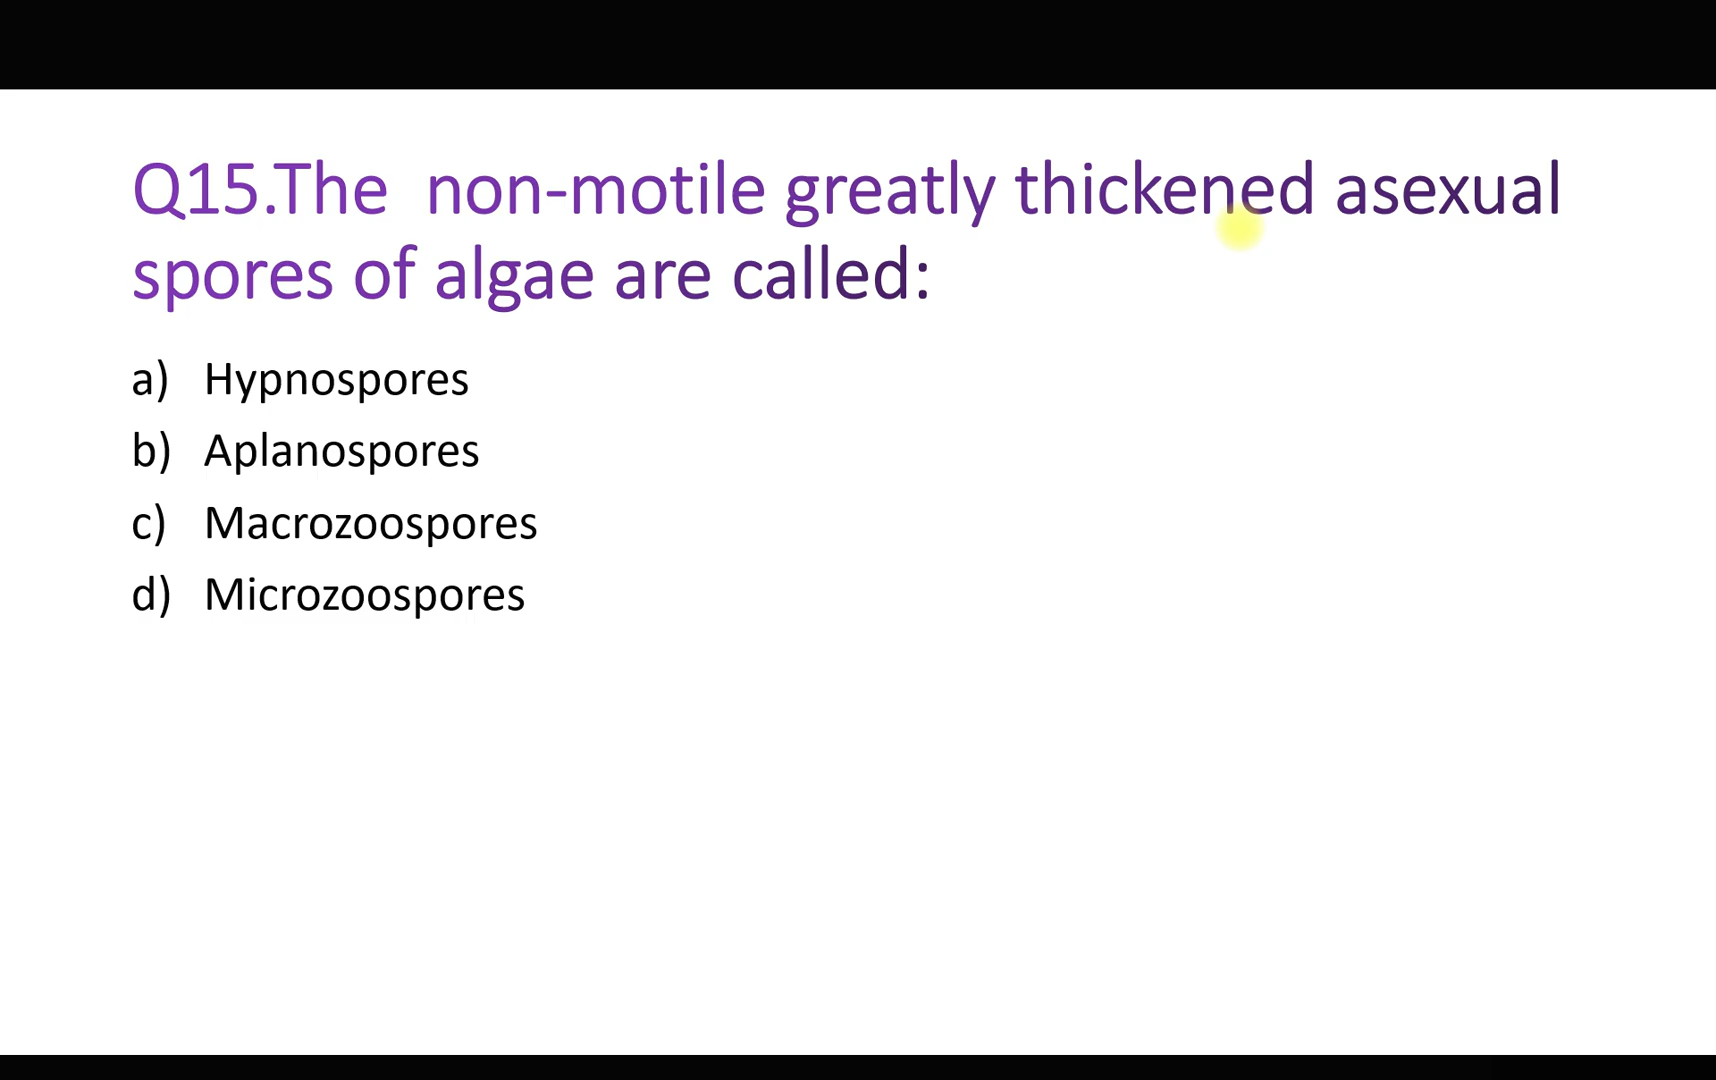 Q15.The  non-motile greatly thickened asexual
spores of algae are called:
a) Hypnospores
b) Aplanospores
c) Macrozoospores
d) Microzoospores